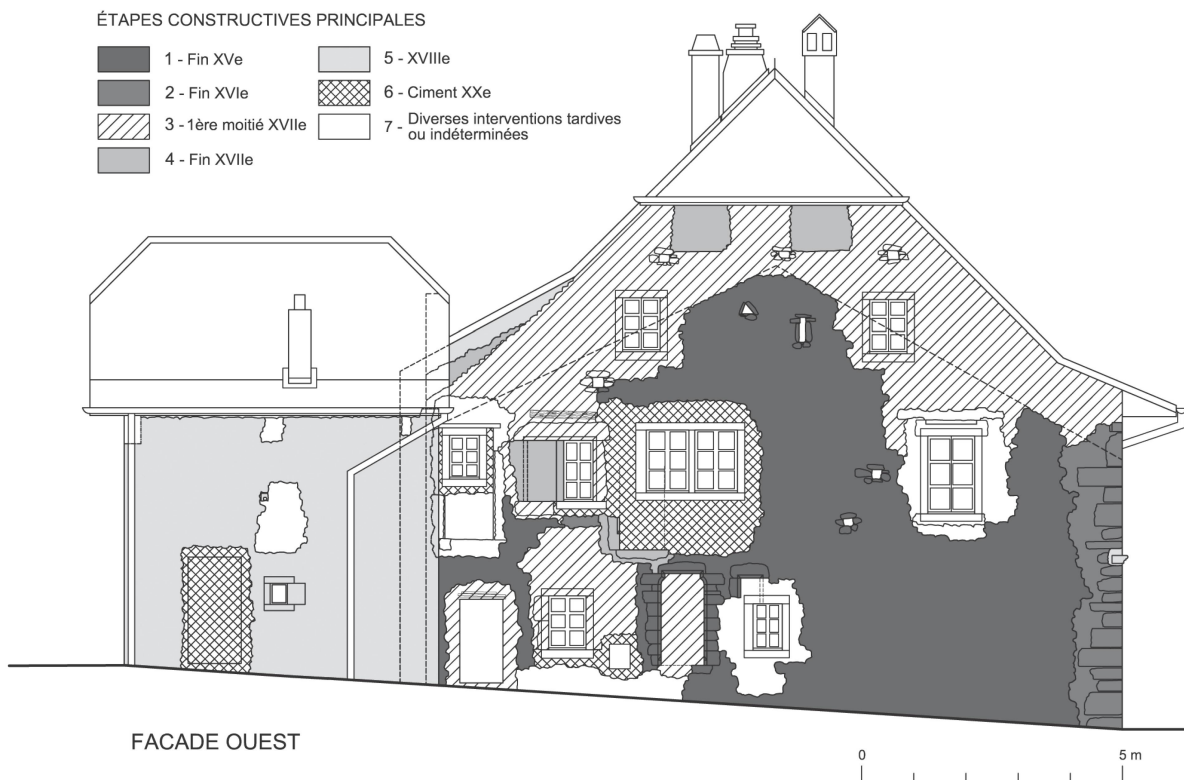 ÉTAPES CONSTRUCTIVES PRINCIPALES
1 - Fin XVe
2 - Fin XVIe
3 - 1ère moitié XVIIe
4 - Fin XVIIe
5 - XVIIIe
6 - Ciment XXe
7 - Diverses interventions tardives
ou indéterminées
FACADE OUEST
0
5 m